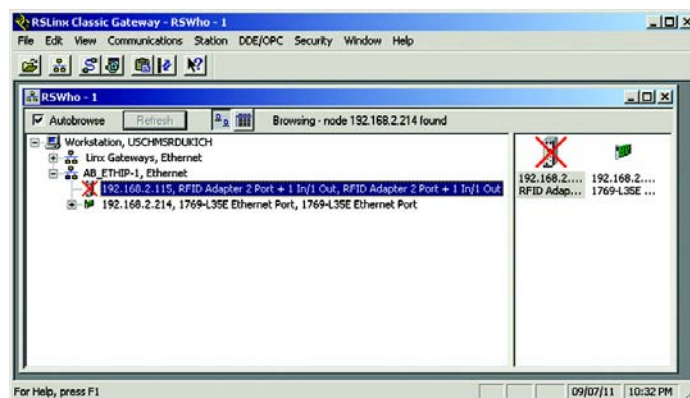 RSLinx Classic Gateway - RSWho - 1
File Edit View Communications Station DDE/OPC Security Window Help
RSWho - 1
Autobrowse Refresh Browsing - node 192.168.2.214 found
Workstation, USCHMSRDUKICH
Linx Gateways, Ethernet
AB_ETHIP-1, Ethernet
192.168.2.115, RFID Adapter 2 Port + 1 In/1 Out, RFID Adapter 2 Port + 1 In/1 Out
192.168.2.214, 1769-L35E Ethernet Port, 1769-L35E Ethernet Port
192.168.2.... 192.168.2....
RFID Adap... 1769-L35E ...
For Help, press F1 09/07/11 10:32 PM